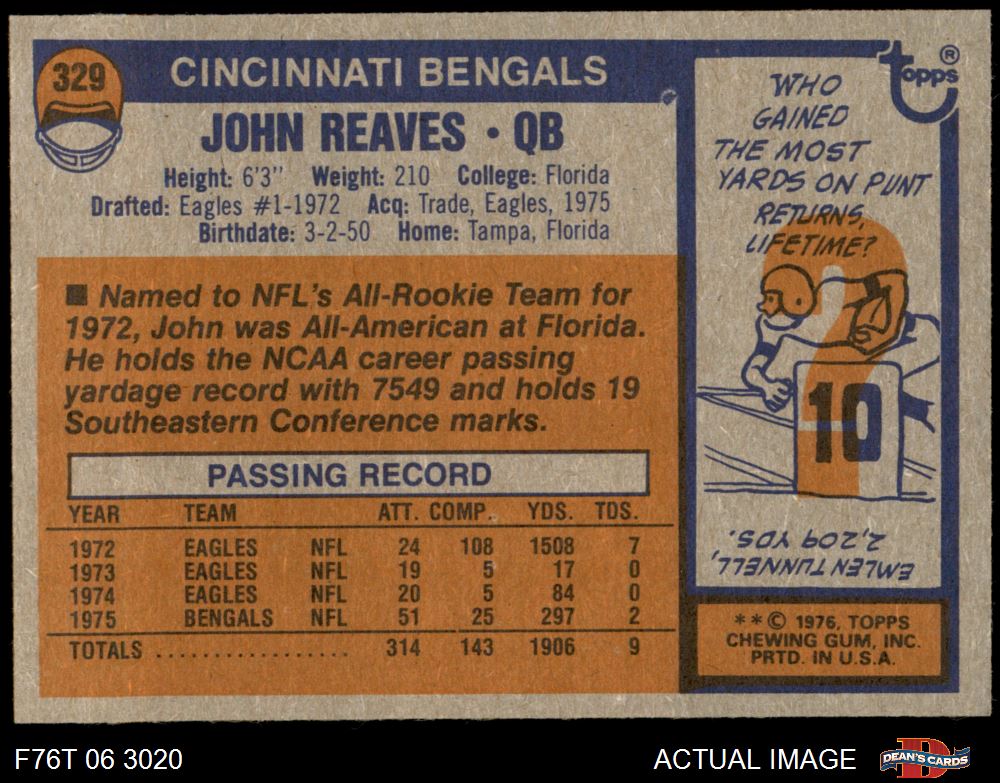 329
CINCINNATI BENGALS
JOHN REAVES • QB
Height: 6'3" Weight: 210 College: Florida
Drafted: Eagles #1-1972 Acq: Trade, Eagles, 1975
Birthdate: 3-2-50 Home: Tampa, Florida
■ Named to NFL's All-Rookie Team for
1972, John was All-American at Florida.
He holds the NCAA career passing
yardage record with 7549 and holds 19
Southeastern Conference marks.
PASSING RECORD
YEAR TEAM ATT. COMP. YDS. TDS.
1972 EAGLES NFL 24 108 1508 7
1973 EAGLES NFL 19 5 17 0
1974 EAGLES NFL 20 5 84 0
1975 BENGALS NFL 51 25 297 2
TOTALS .................. 314 143 1906 9
topps ®
WHO
GAINED
THE MOST
YARDS ON PUNT
RETURNS,
LIFETIME?
?
10
EMLEN TUNNELL,
2,209 YDS.
**© 1976, TOPPS
CHEWING GUM, INC.
PRTD. IN U.S.A.
F76T 06 3020
ACTUAL IMAGE
D
DEAN'S CARDS